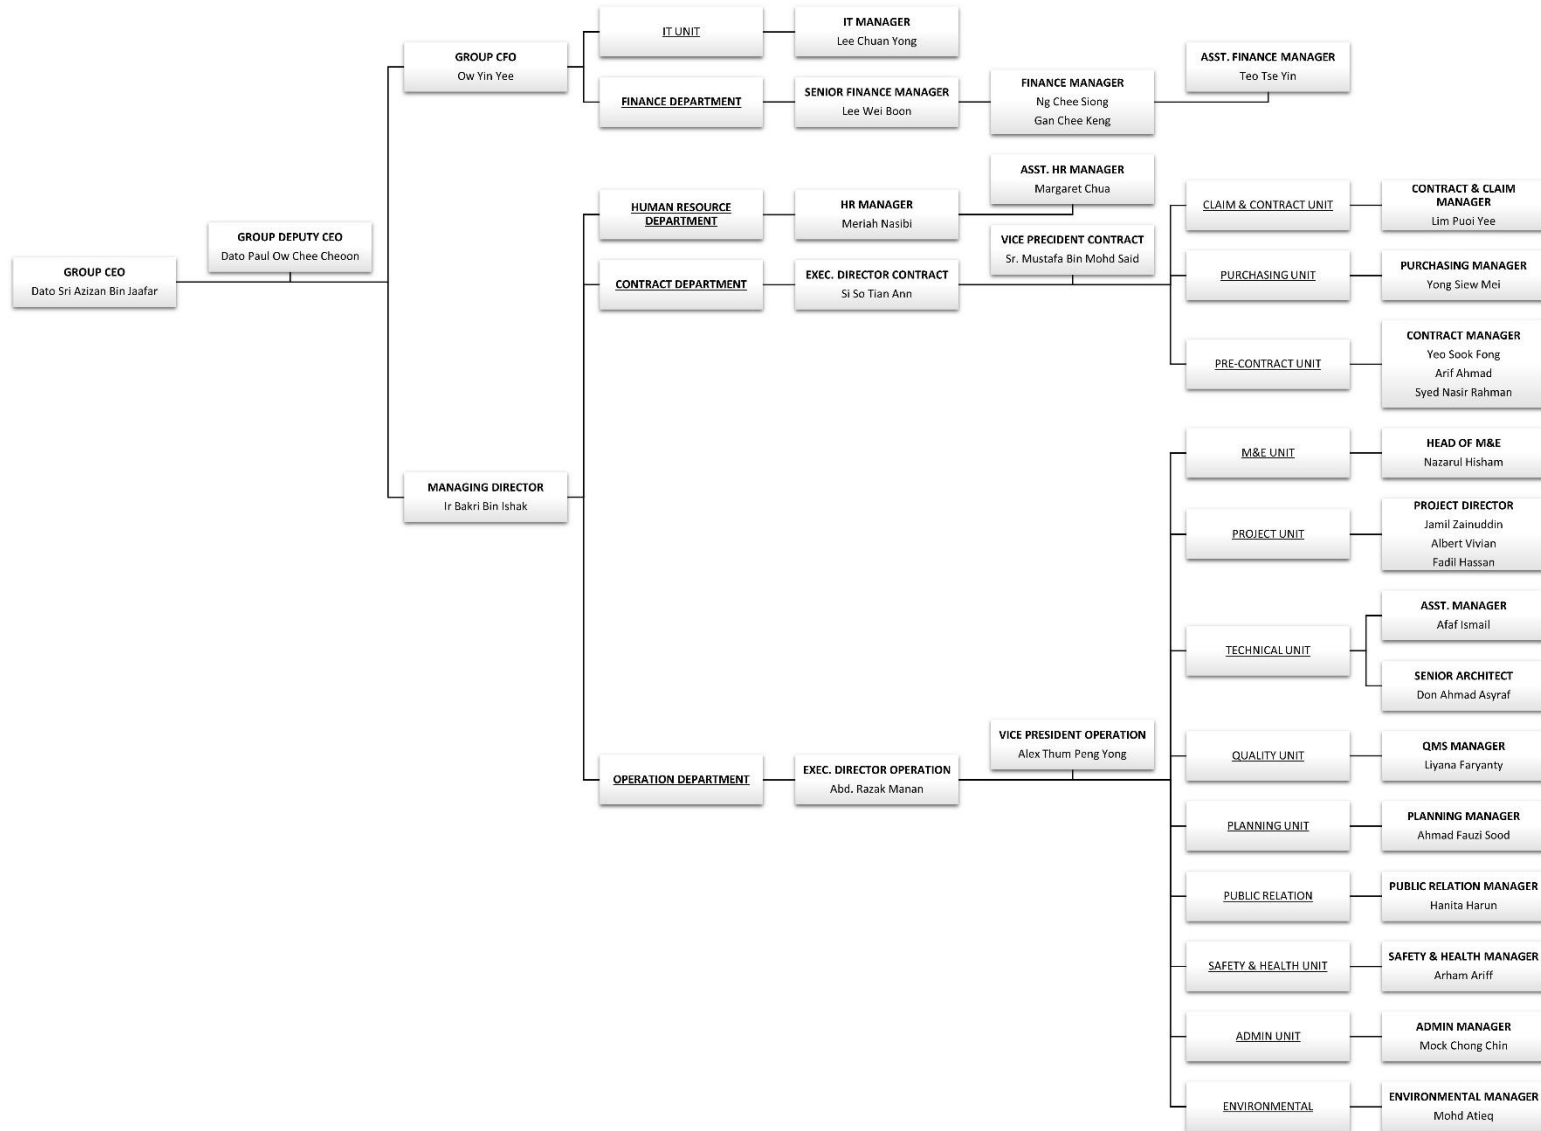 GROUP CEO
Dato Sri Azizan Bin Jaafar
GROUP DEPUTY CEO
Dato Paul Ow Chee Cheoon
GROUP CFO
Ow Yin Yee
IT UNIT
IT MANAGER
Lee Chuan Yong
FINANCE DEPARTMENT
SENIOR FINANCE MANAGER
Lee Wei Boon
FINANCE MANAGER
Ng Chee Siong
Gan Chee Keng
ASST. FINANCE MANAGER
Teo Tse Yin
MANAGING DIRECTOR
Ir Bakri Bin Ishak
HUMAN RESOURCE
DEPARTMENT
HR MANAGER
Meriah Nasibi
ASST. HR MANAGER
Margaret Chua
CONTRACT DEPARTMENT
EXEC. DIRECTOR CONTRACT
Si So Tian Ann
VICE PRECIDENT CONTRACT
Sr. Mustafa Bin Mohd Said
CLAIM & CONTRACT UNIT
CONTRACT & CLAIM
MANAGER
Lim Puoi Yee
PURCHASING UNIT
PURCHASING MANAGER
Yong Siew Mei
PRE-CONTRACT UNIT
CONTRACT MANAGER
Yeo Sook Fong
Arif Ahmad
Syed Nasir Rahman
OPERATION DEPARTMENT
EXEC. DIRECTOR OPERATION
Abd. Razak Manan
VICE PRESIDENT OPERATION
Alex Thum Peng Yong
M&E UNIT
HEAD OF M&E
Nazarul Hisham
PROJECT UNIT
PROJECT DIRECTOR
Jamil Zainuddin
Albert Vivian
Fadil Hassan
TECHNICAL UNIT
ASST. MANAGER
Afaf Ismail
SENIOR ARCHITECT
Don Ahmad Asyraf
QUALITY UNIT
QMS MANAGER
Liyana Faryanty
PLANNING UNIT
PLANNING MANAGER
Ahmad Fauzi Sood
PUBLIC RELATION
PUBLIC RELATION MANAGER
Hanita Harun
SAFETY & HEALTH UNIT
SAFETY & HEALTH MANAGER
Arham Ariff
ADMIN UNIT
ADMIN MANAGER
Mock Chong Chin
ENVIRONMENTAL
ENVIRONMENTAL MANAGER
Mohd Atieq